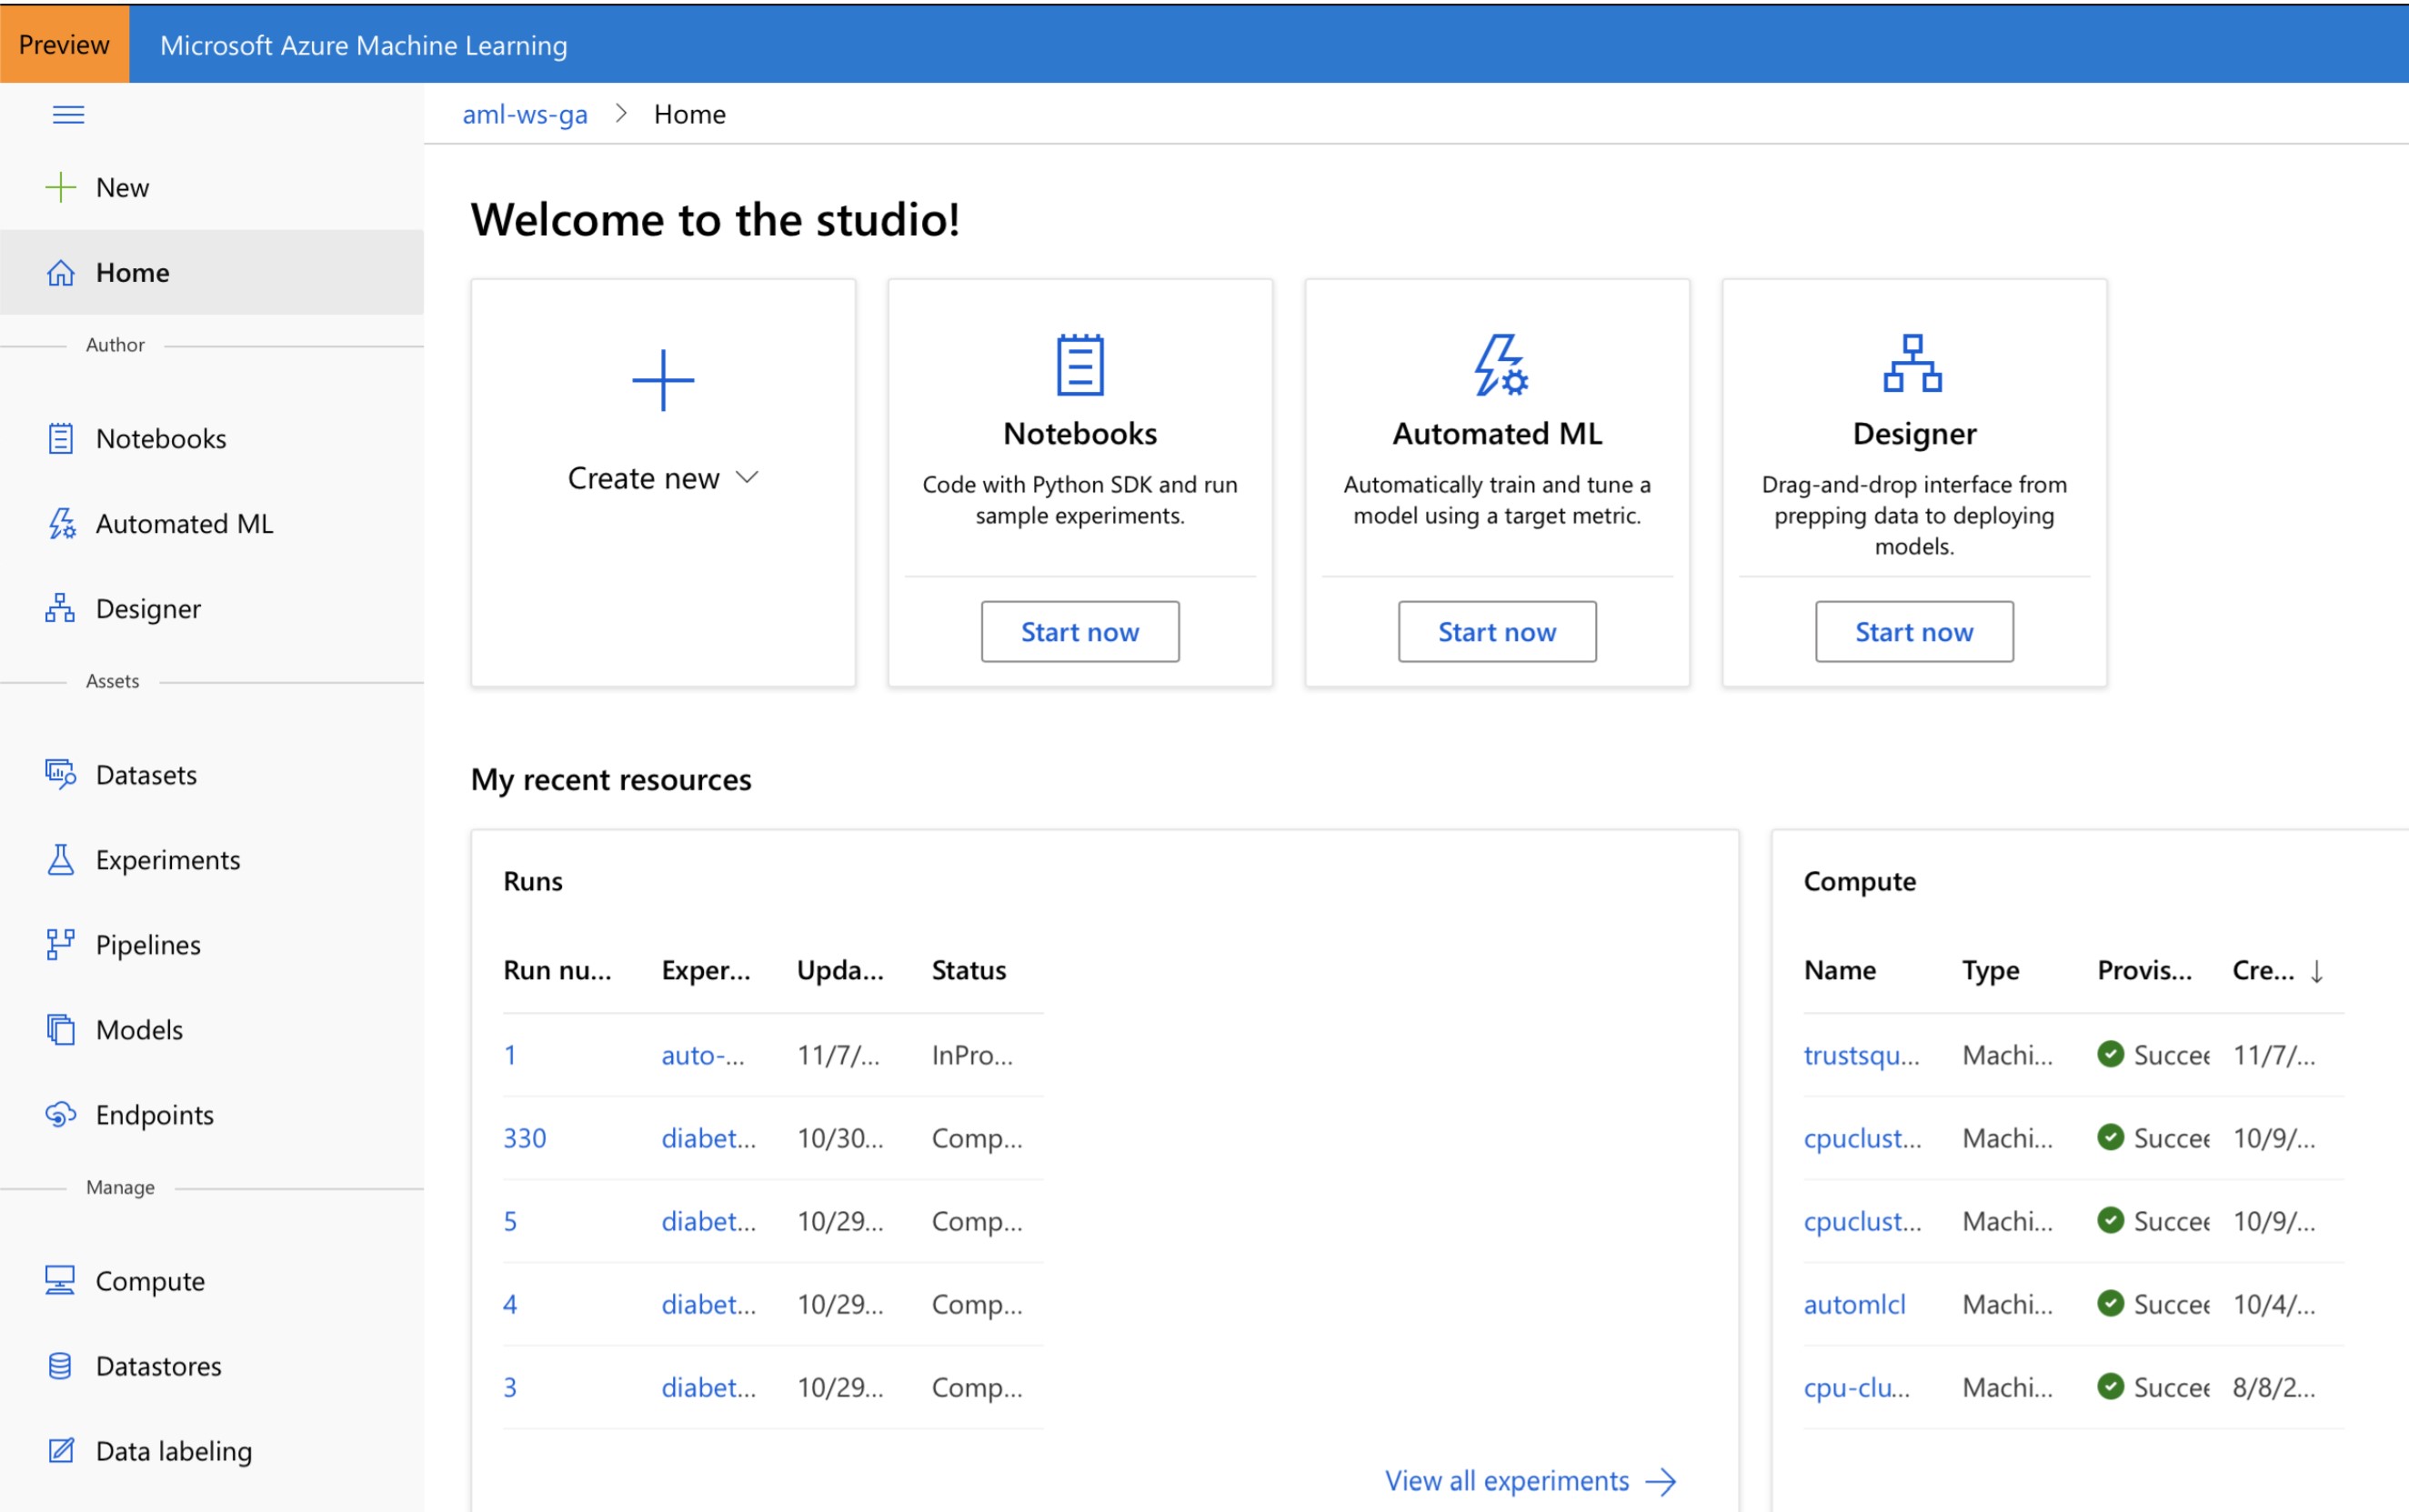 Preview
Microsoft Azure Machine Learning
aml-ws-ga > Home
New
Home
Author
Notebooks
Automated ML
Designer
Assets
Datasets
Experiments
Pipelines
Models
Endpoints
Manage
Compute
Datastores
Data labeling
Welcome to the studio!
Create new
Notebooks
Code with Python SDK and run
sample experiments.
Start now
Automated ML
Automatically train and tune a
model using a target metric.
Start now
Designer
Drag-and-drop interface from
prepping data to deploying
models.
Start now
My recent resources
Runs
Run nu... Exper... Upda... Status
1 auto-... 11/7/... InPro...
330 diabet... 10/30... Comp...
5 diabet... 10/29... Comp...
4 diabet... 10/29... Comp...
3 diabet... 10/29... Comp...
View all experiments
Compute
Name Type Provis... Cre...
trustsqu... Machi... Succee 11/7/...
cpuclust... Machi... Succee 10/9/...
cpuclust... Machi... Succee 10/9/...
automlcl Machi... Succee 10/4/...
cpu-clu... Machi... Succee 8/8/2...